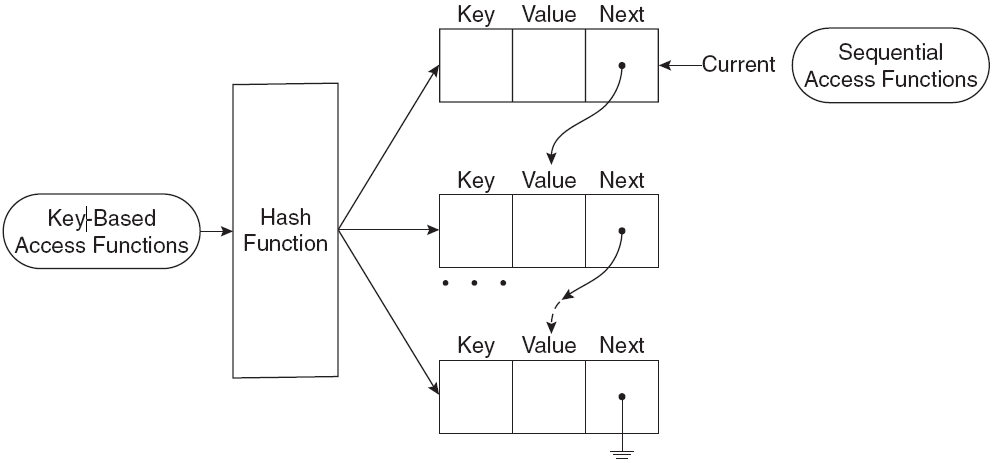 Key Value Next
Current
Sequential
Access Functions
Key-Based
Access Functions
Hash
Function
Key Value Next
Key Value Next